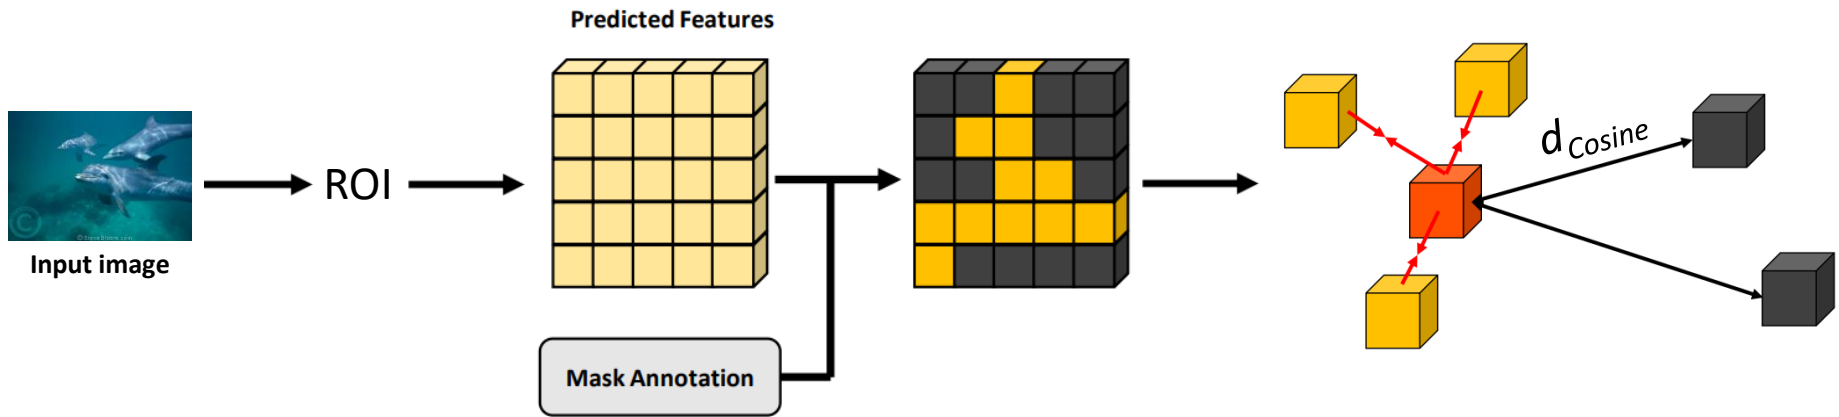 Predicted Features
ROI
Input image
©
Mask Annotation
d Cosine